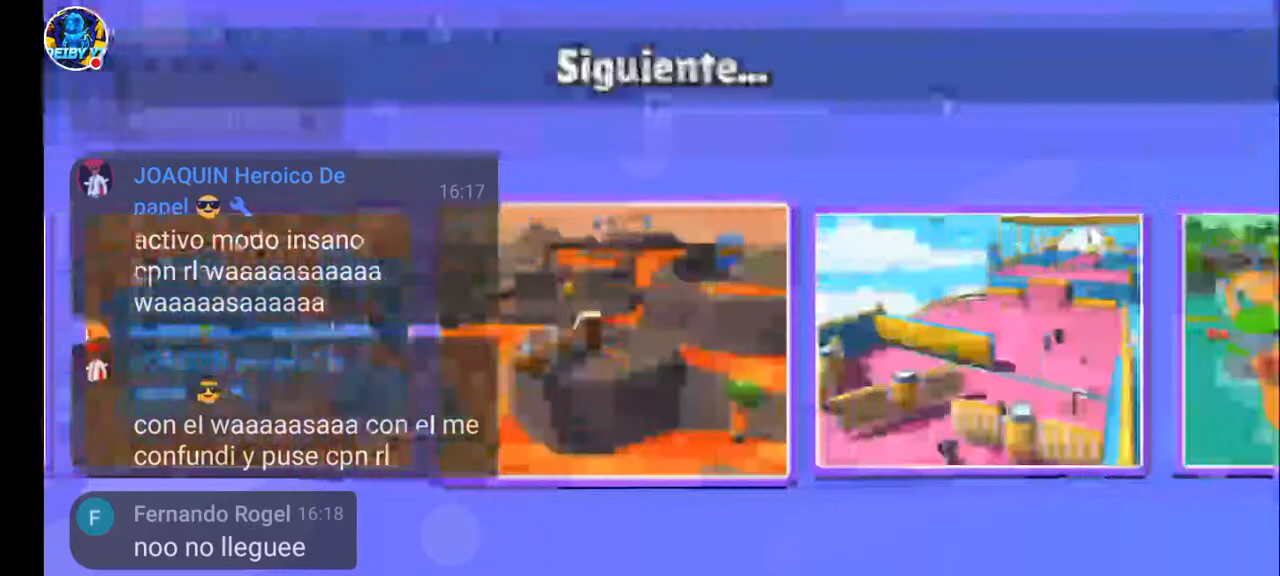 Siguiente...
JOAQUIN Heroico De
papel 😎 🔧
16:17
activo modo insano
cpn rl waaaaasaaaaa
waaaaasaaaaaa
con el waaaaasaaa con el me
confundi y puse cpn rl
F
Fernando Rogel 16:18
noo no lleguee